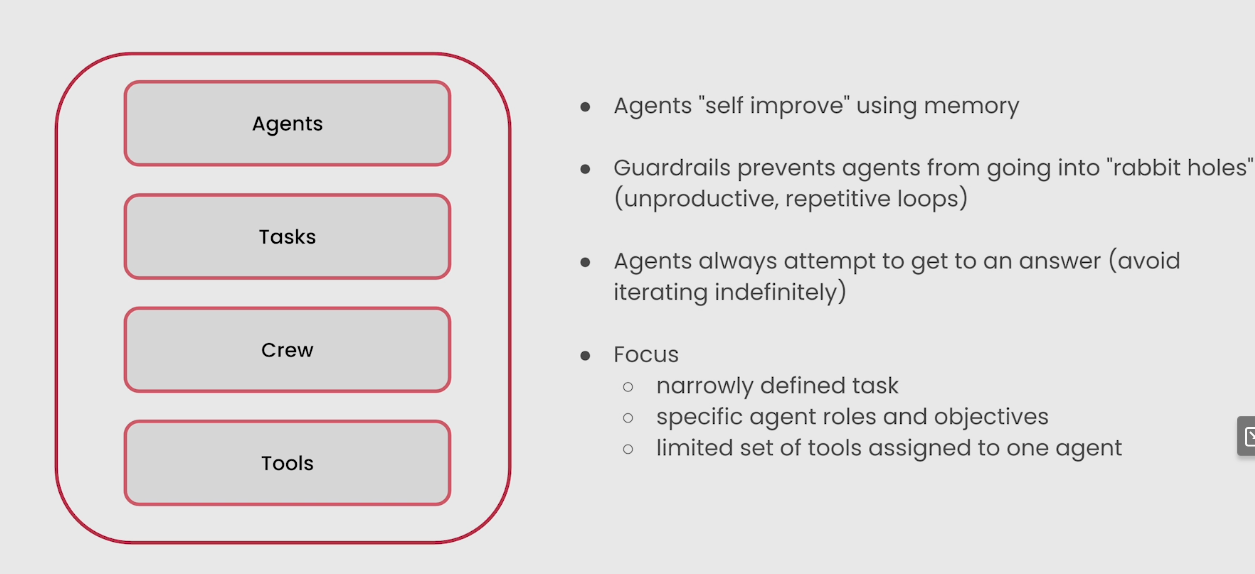 Agents
Tasks
Crew
Tools
● Agents "self improve" using memory
● Guardrails prevents agents from going into "rabbit holes"
(unproductive, repetitive loops)
● Agents always attempt to get to an answer (avoid
iterating indefinitely)
● Focus
○ narrowly defined task
○ specific agent roles and objectives
○ limited set of tools assigned to one agent